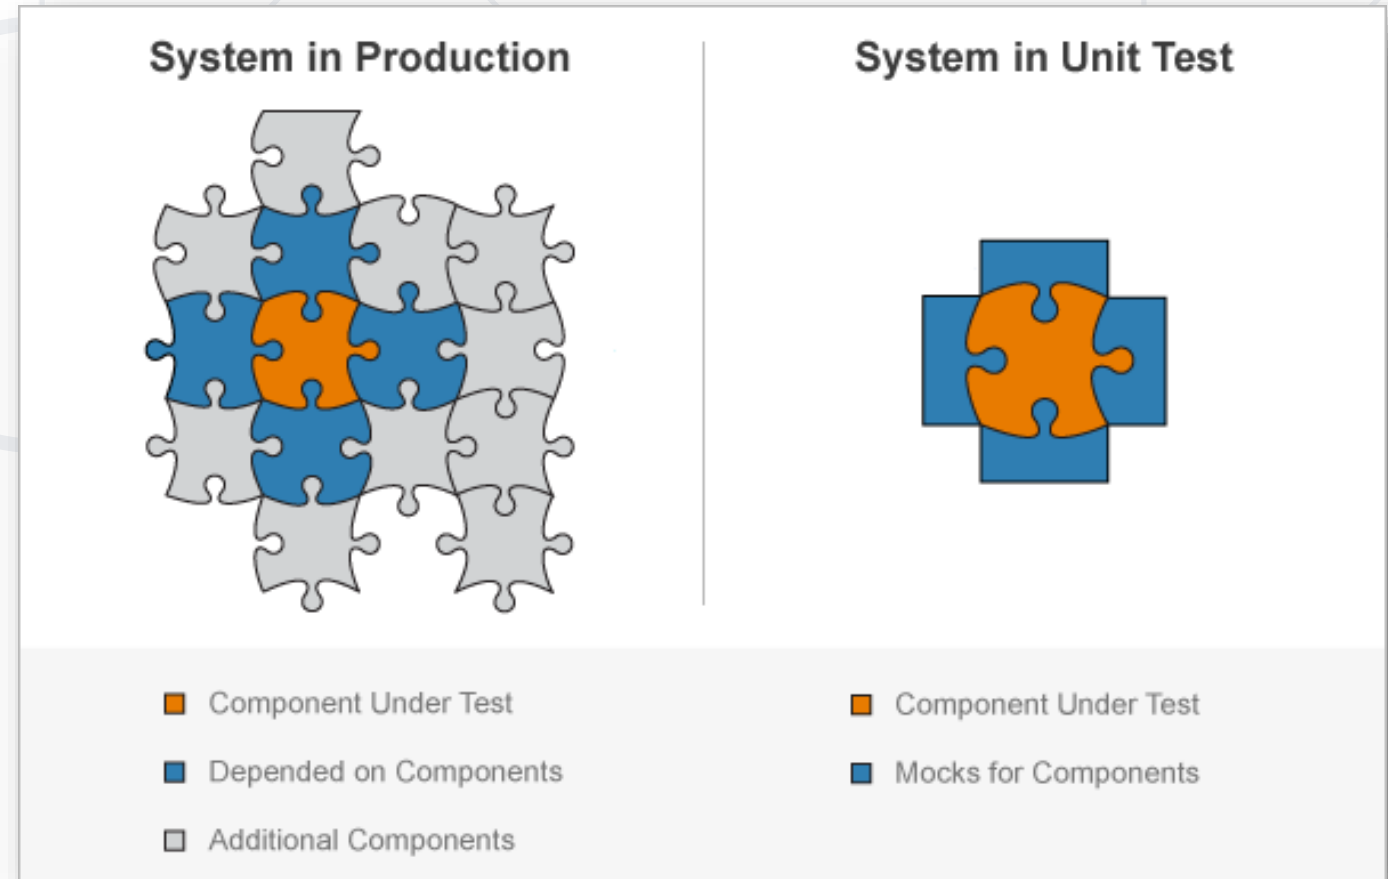 System in Production
System in Unit Test
Component Under Test
Depended on Components
Additional Components
Component Under Test
Mocks for Components